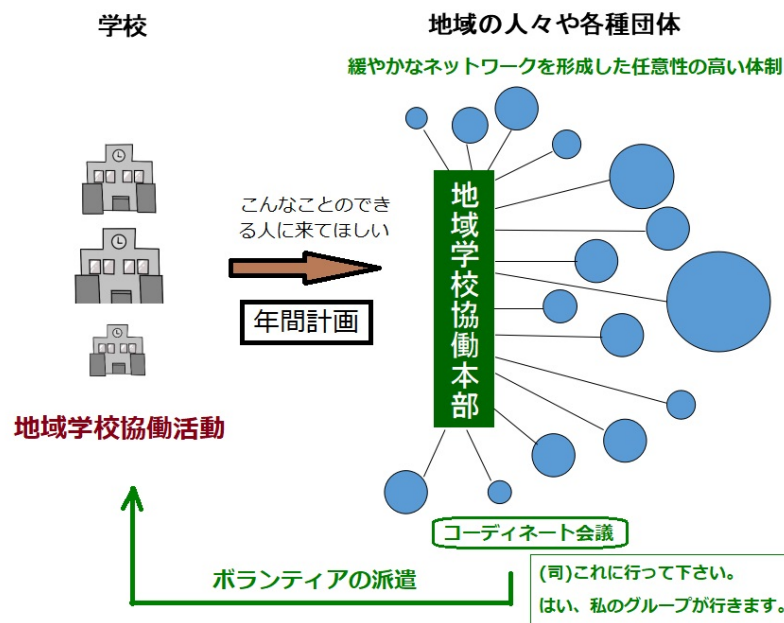 学校
地域の人々や各種団体
緩やかなネットワークを形成した任意性の高い体制
こんなことのでき
る人に来てほしい
年間計画
地域学校協働本部
地域学校協働活動
コーディネート会議
ボランティアの派遣
(司)これに行って下さい。
はい、私のグループが行きます。